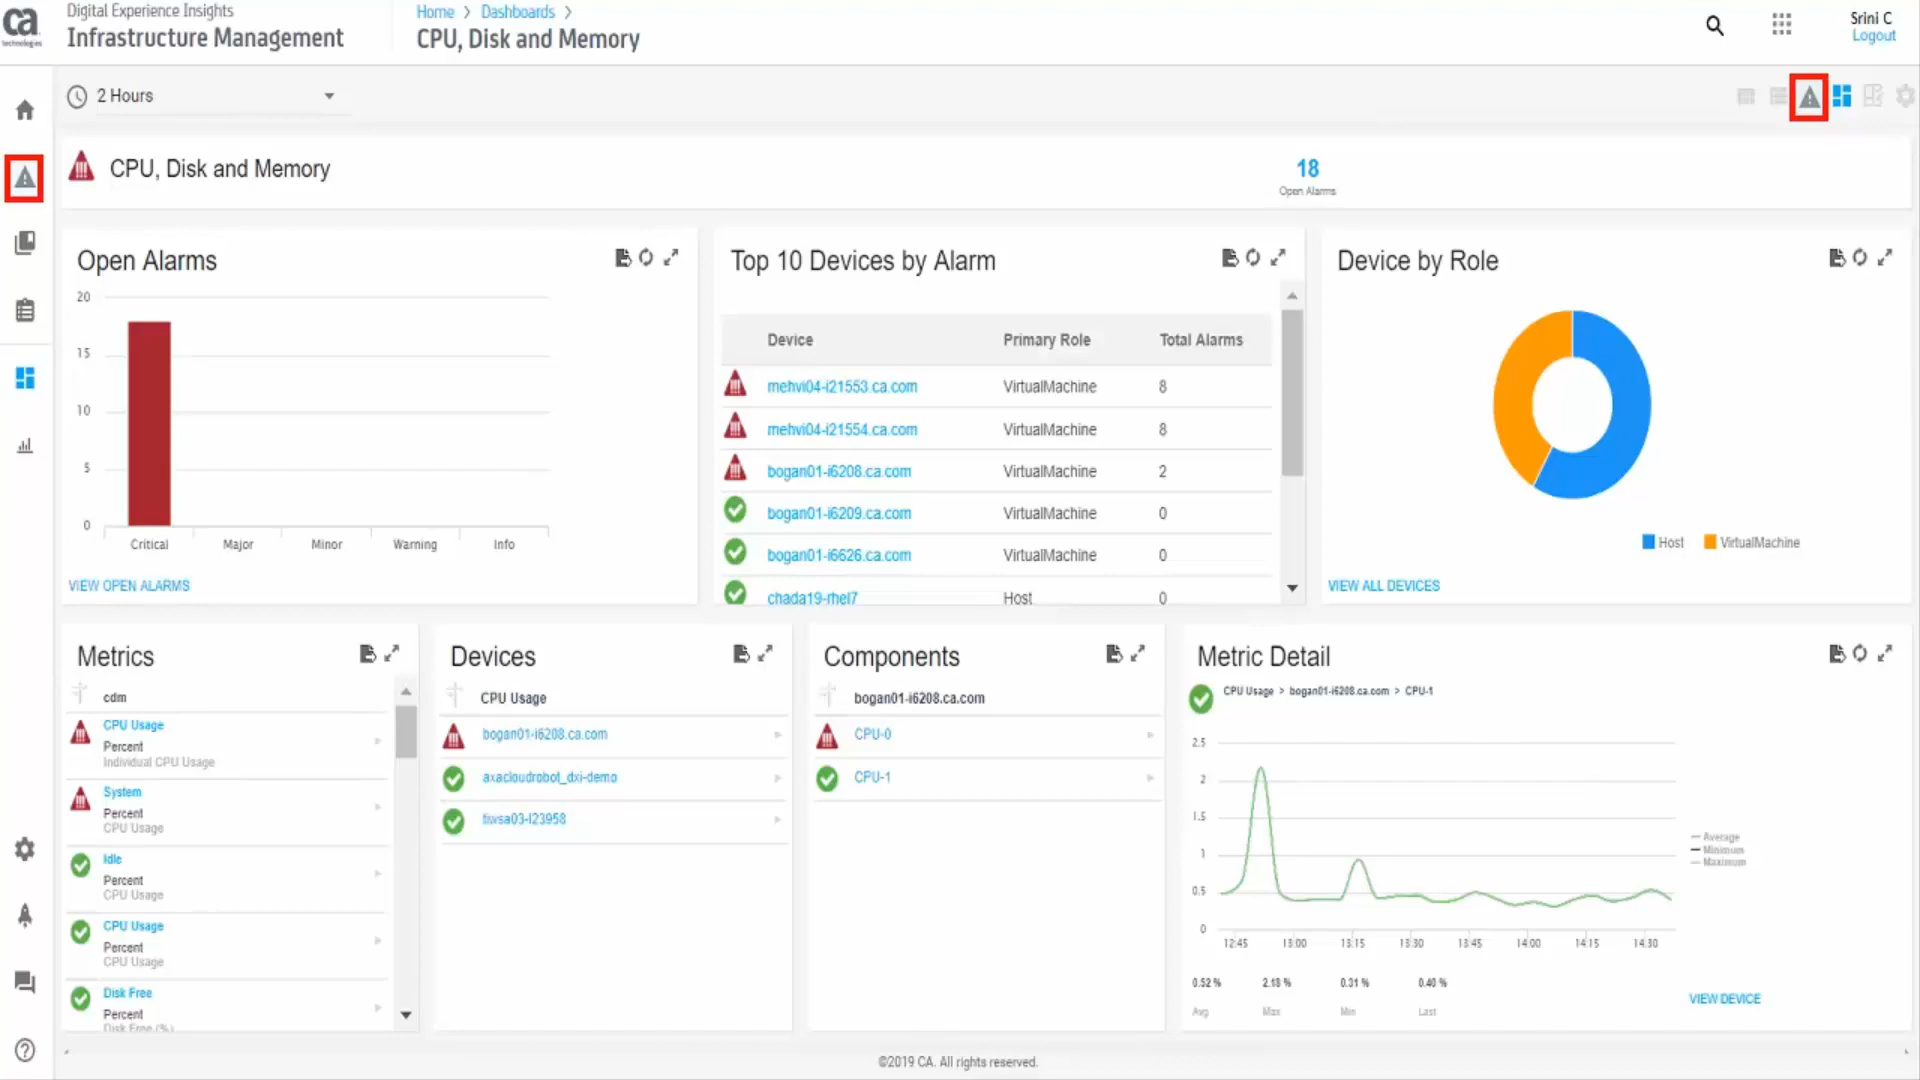 ca
technologies
Digital Experience Insights
Infrastructure Management
Home > Dashboards >
CPU, Disk and Memory
Srini C
Logout
2 Hours
CPU, Disk and Memory
18
Open Alarms
Open Alarms
20
15
10
5
0
Critical Major Minor Warning Info
VIEW OPEN ALARMS
Top 10 Devices by Alarm
Device Primary Role Total Alarms
mehvi04-i21553.ca.com VirtualMachine 8
mehvi04-i21554.ca.com VirtualMachine 8
bogan01-i6208.ca.com VirtualMachine 2
bogan01-i6209.ca.com VirtualMachine 0
bogan01-i6626.ca.com VirtualMachine 0
chada19-rhel7 Host 0
Device by Role
Host VirtualMachine
VIEW ALL DEVICES
Metrics
cdm
CPU Usage
Percent
Individual CPU Usage
System
Percent
CPU Usage
Idle
Percent
CPU Usage
CPU Usage
Percent
CPU Usage
Disk Free
Percent
Disk Free (%)
Devices
CPU Usage
bogan01-i6208.ca.com
axacloudrobot_dxi-demo
Components
bogan01-i6208.ca.com
CPU-0
CPU-1
Metric Detail
CPU Usage > bogan01-i6208.ca.com > CPU-1
2.5
2
1.5
1
0.5
0
12:45 13:00 13:15 13:30 13:45 14:00 14:15 14:30
Average
Minimum
Maximum
0.52 % 2.18 % 0.31 % 0.40 %
Avg Max Min Last
VIEW DEVICE
©2019 CA. All rights reserved.